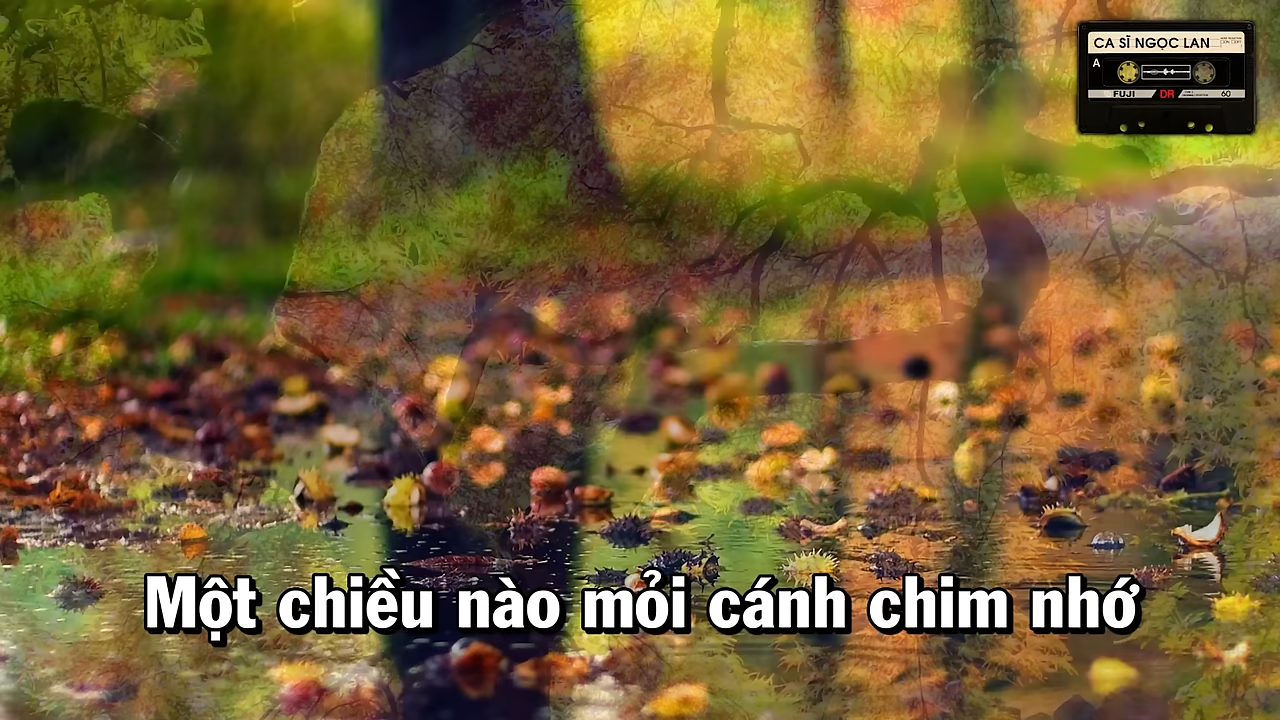 CA SĨ NGỌC LAN
A
FUJI DR 60
Một chiều nào mỏi cánh chim nhớ